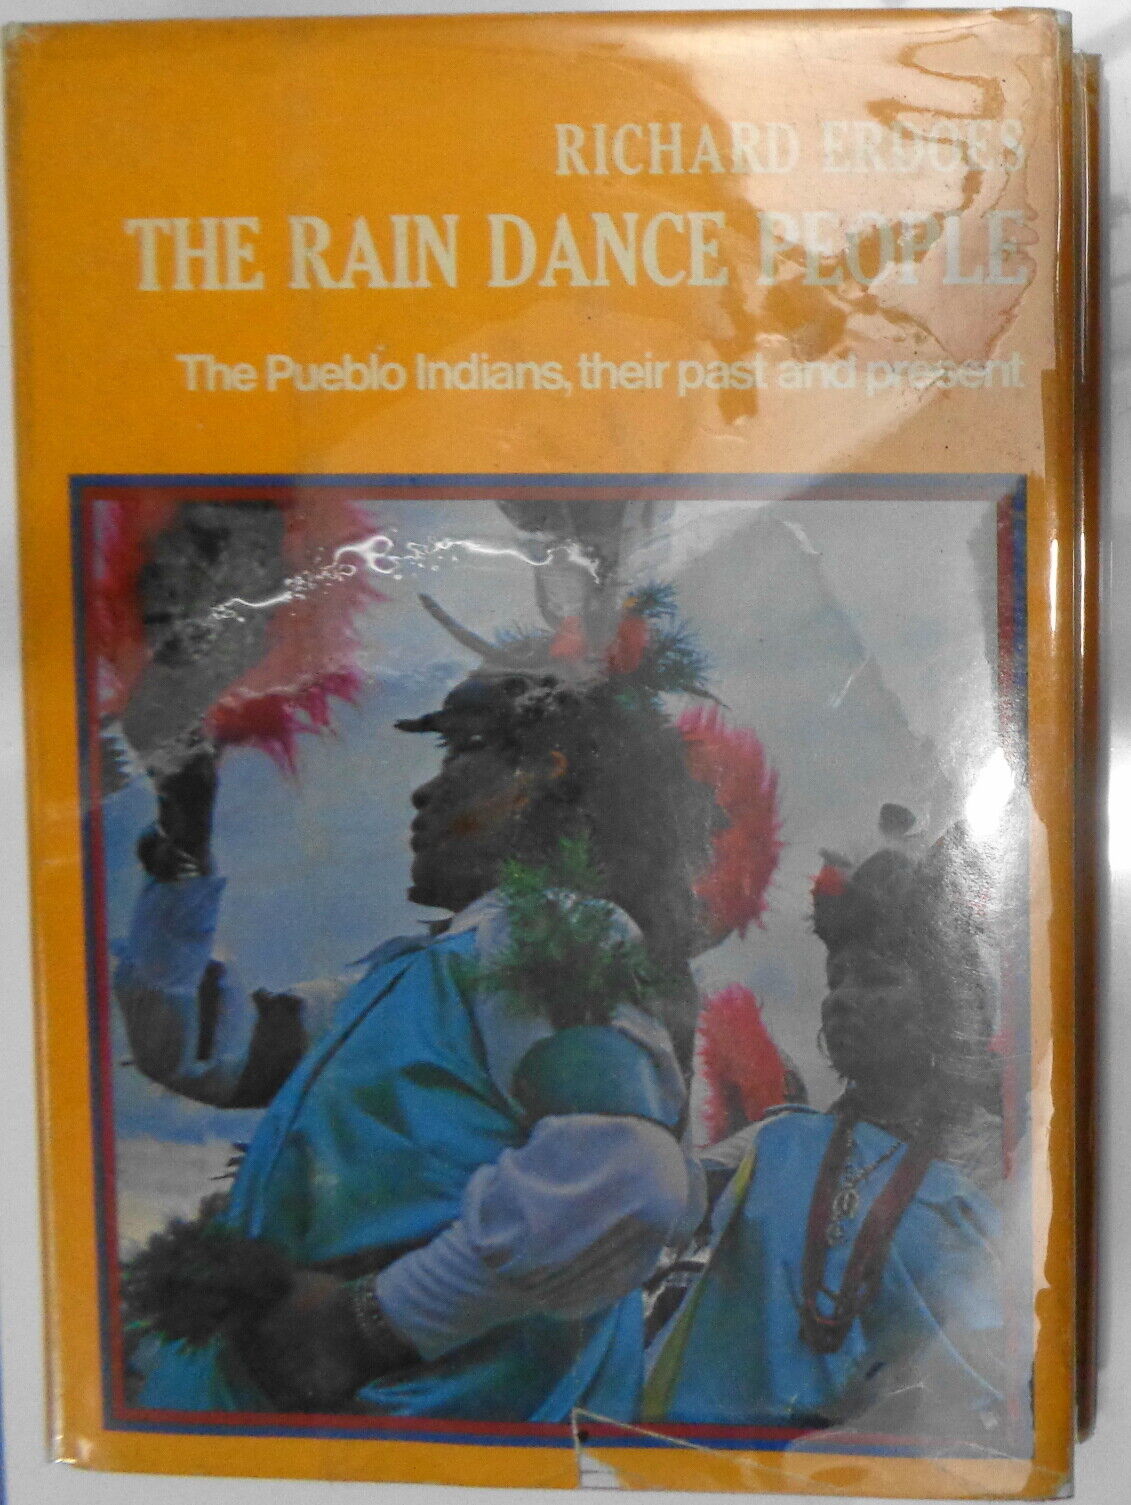 RICHARD ERDOES
THE RAIN DANCE PEOPLE
The Pueblo Indians, their past and present